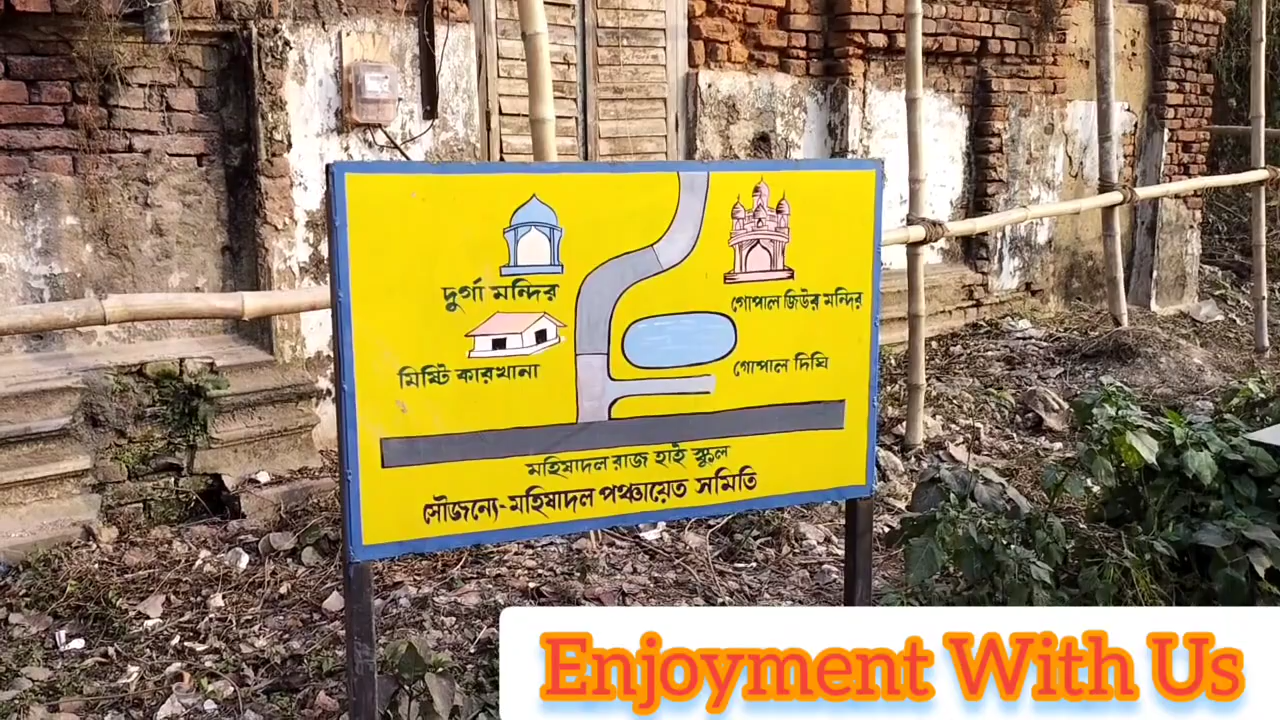 দুর্গা মন্দির
গোপাল জিউর মন্দির
মিষ্টি কারখানা
গোপাল দিঘি
মহিষাদল রাজ হাই স্কুল
সৌজন্যে-মহিষাদল পঞ্চায়েত সমিতি
Enjoyment With Us